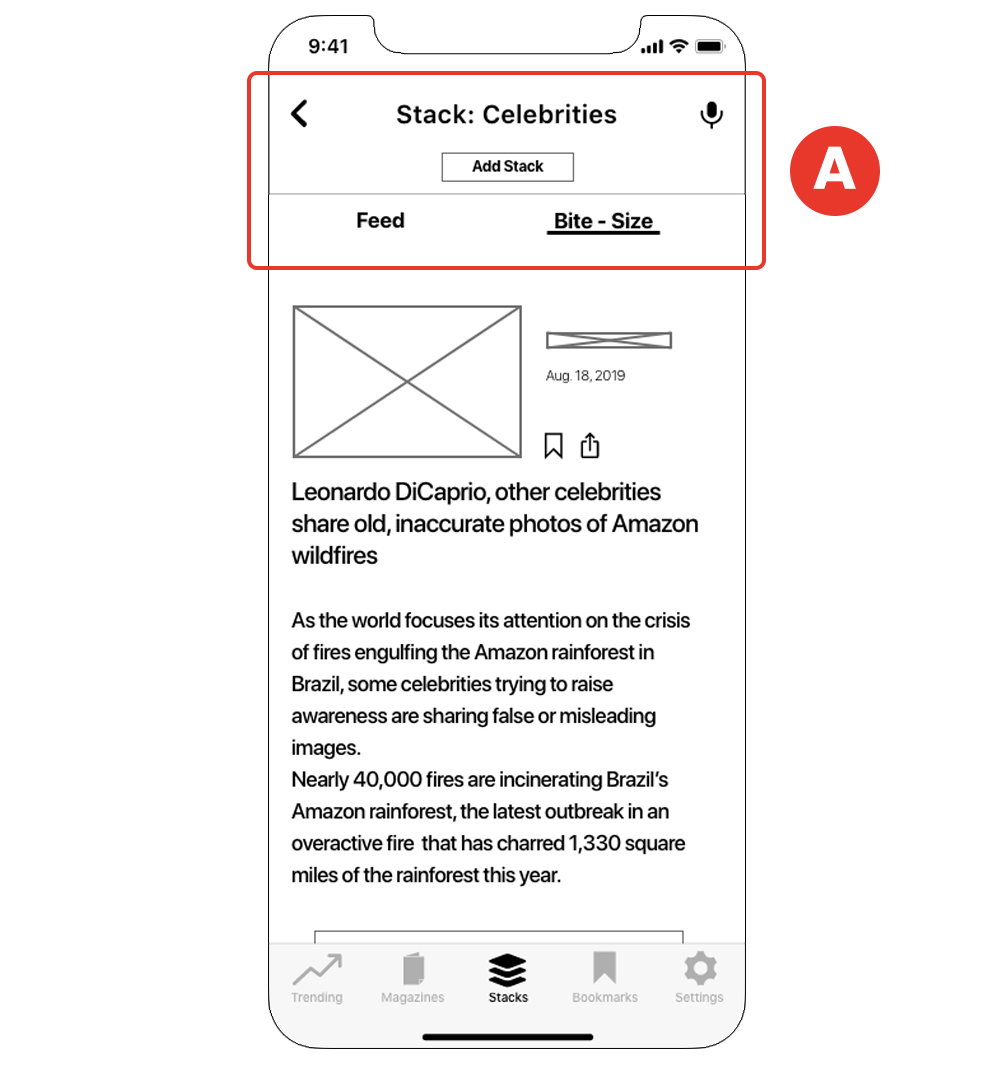 9:41
Stack: Celebrities
Add Stack
A
Feed
Bite - Size
Aug. 18, 2019
Leonardo DiCaprio, other celebrities
share old, inaccurate photos of Amazon
wildfires
As the world focuses its attention on the crisis
of fires engulfing the Amazon rainforest in
Brazil, some celebrities trying to raise
awareness are sharing false or misleading
images.
Nearly 40,000 fires are incinerating Brazil’s
Amazon rainforest, the latest outbreak in an
overactive fire  that has charred 1,330 square
miles of the rainforest this year.
Trending
Magazines
Stacks
Bookmarks
Settings